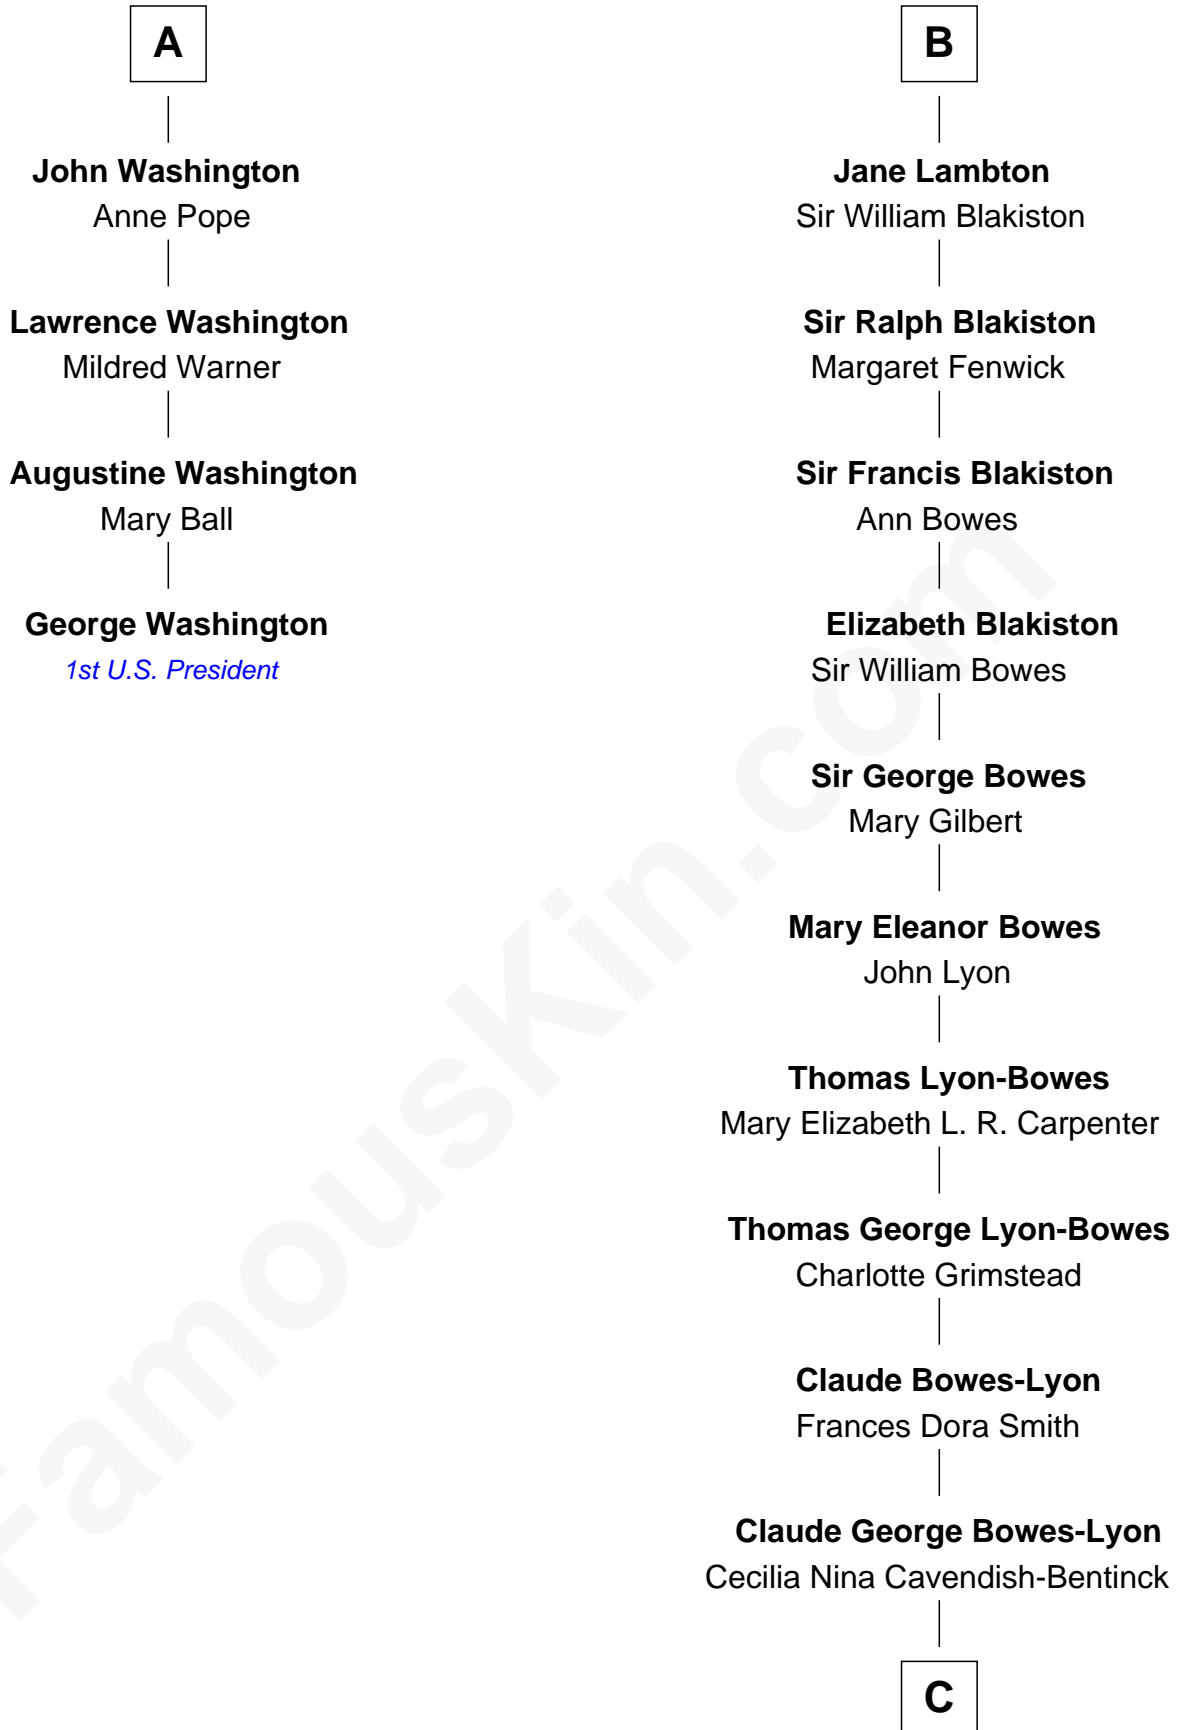 A
John Washington
Anne Pope
Lawrence Washington
Mildred Warner
Augustine Washington
Mary Ball
George Washington
1st U.S. President
B
Jane Lambton
Sir William Blakiston
Sir Ralph Blakiston
Margaret Fenwick
Sir Francis Blakiston
Ann Bowes
Elizabeth Blakiston
Sir William Bowes
Sir George Bowes
Mary Gilbert
Mary Eleanor Bowes
John Lyon
Thomas Lyon-Bowes
Mary Elizabeth L. R. Carpenter
Thomas George Lyon-Bowes
Charlotte Grimstead
Claude Bowes-Lyon
Frances Dora Smith
Claude George Bowes-Lyon
Cecilia Nina Cavendish-Bentinck
C
FamousKin.com